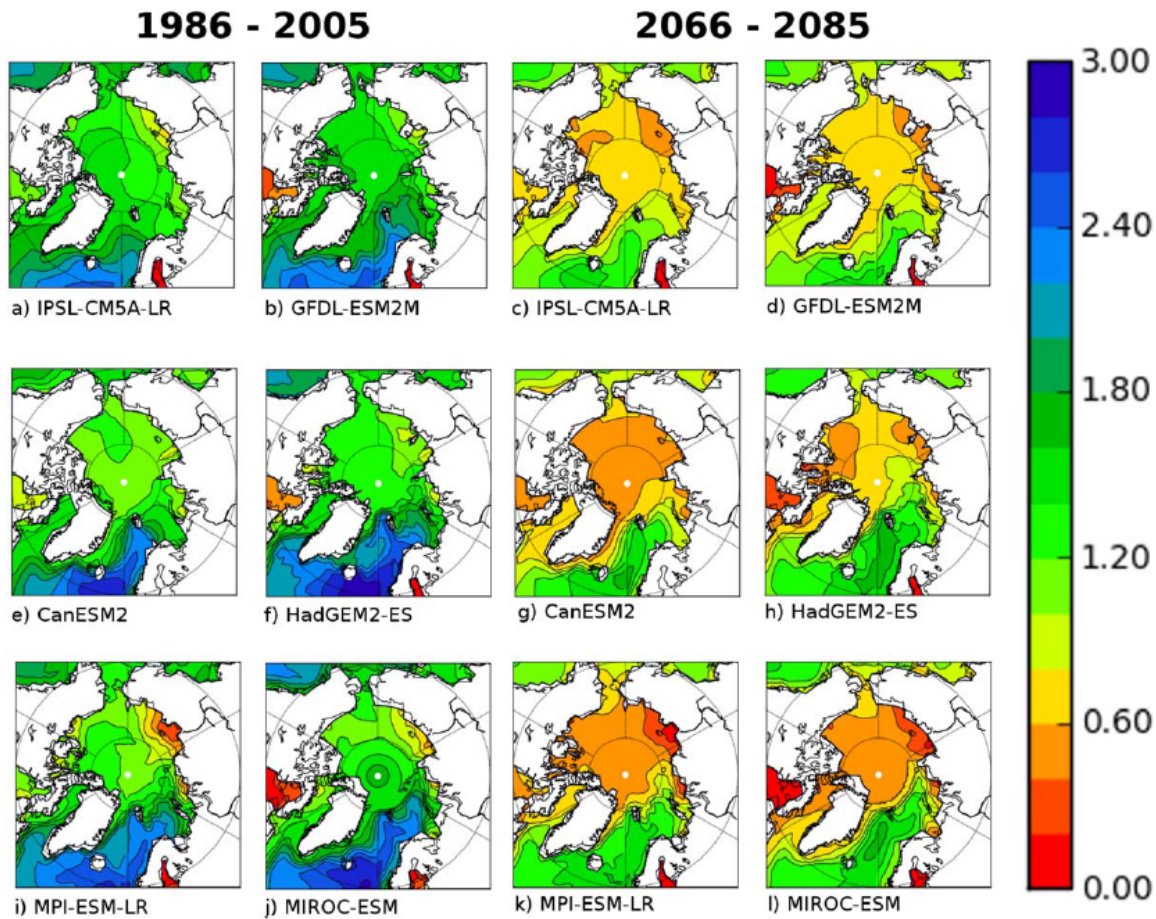 1986 - 2005
2066 - 2085
a) IPSL-CM5A-LR
b) GFDL-ESM2M
c) IPSL-CM5A-LR
d) GFDL-ESM2M
e) CanESM2
f) HadGEM2-ES
g) CanESM2
h) HadGEM2-ES
i) MPI-ESM-LR
j) MIROC-ESM
k) MPI-ESM-LR
l) MIROC-ESM
3.00
2.40
1.80
1.20
0.60
0.00